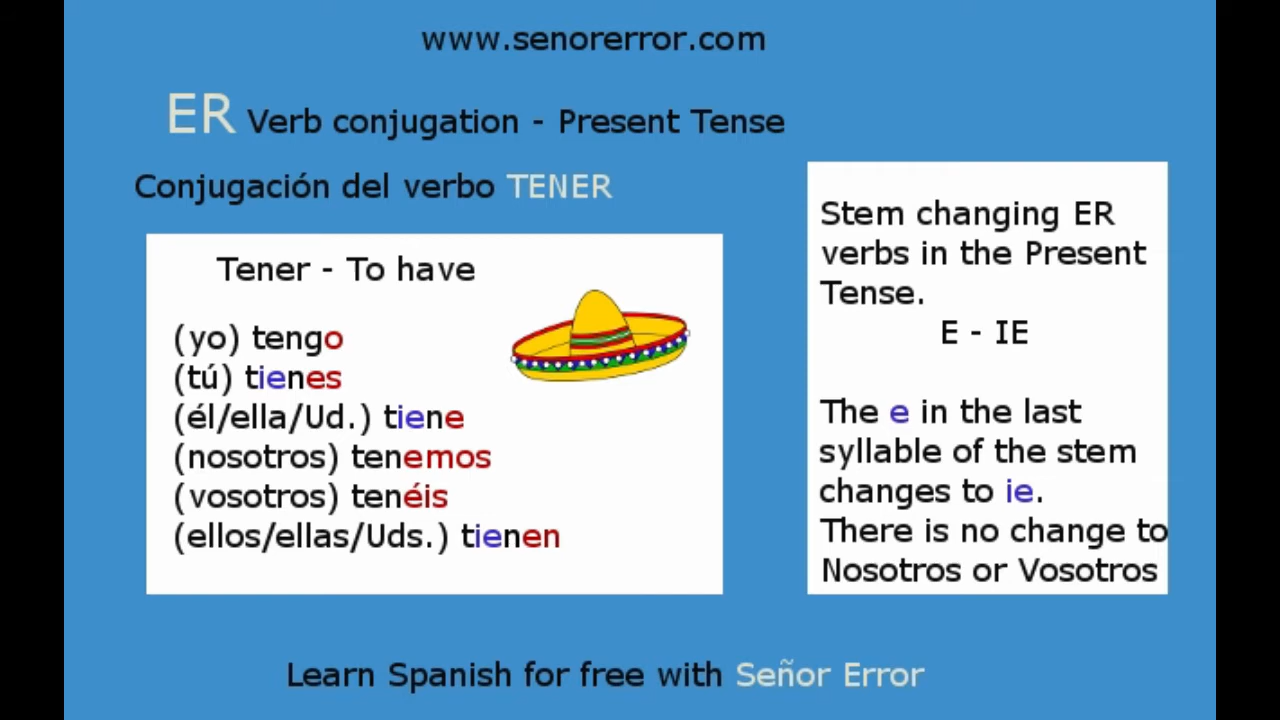 www.senorerror.com
ER Verb conjugation - Present Tense
Conjugación del verbo TENER
Tener - To have
(yo) tengo
(tú) tienes
(él/ella/Ud.) tiene
(nosotros) tenemos
(vosotros) tenéis
(ellos/ellas/Uds.) tienen
Stem changing ER
verbs in the Present
Tense.
E - IE
The e in the last
syllable of the stem
changes to ie.
There is no change to
Nosotros or Vosotros
Learn Spanish for free with Señor Error